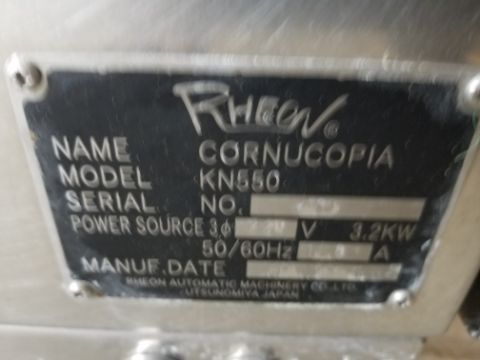 RHEON®
NAME CORNUCOPIA
MODEL KN550
SERIAL NO.
POWER SOURCE 3φ V 3.2KW
50/60Hz A
MANUF.DATE
RHEON AUTOMATIC MACHINERY CO.,LTD.
UTSUNOMIYA JAPAN